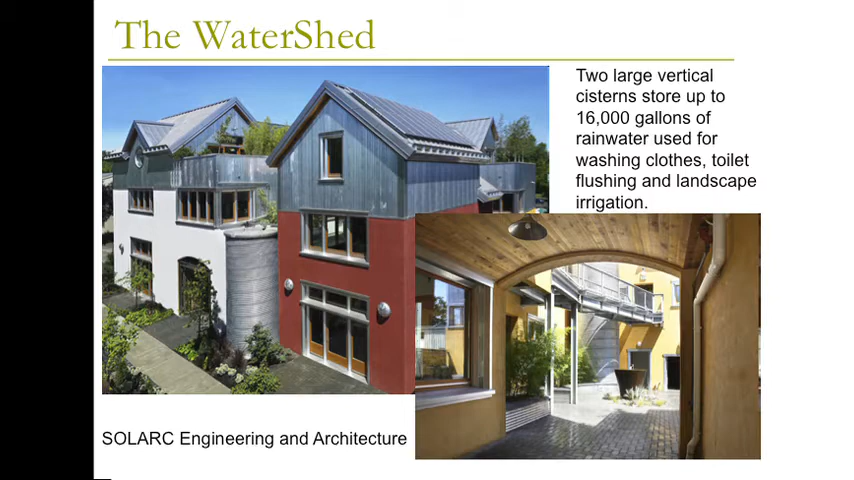 The WaterShed
Two large vertical
cisterns store up to
16,000 gallons of
rainwater used for
washing clothes, toilet
flushing and landscape
irrigation.
SOLARC Engineering and Architecture